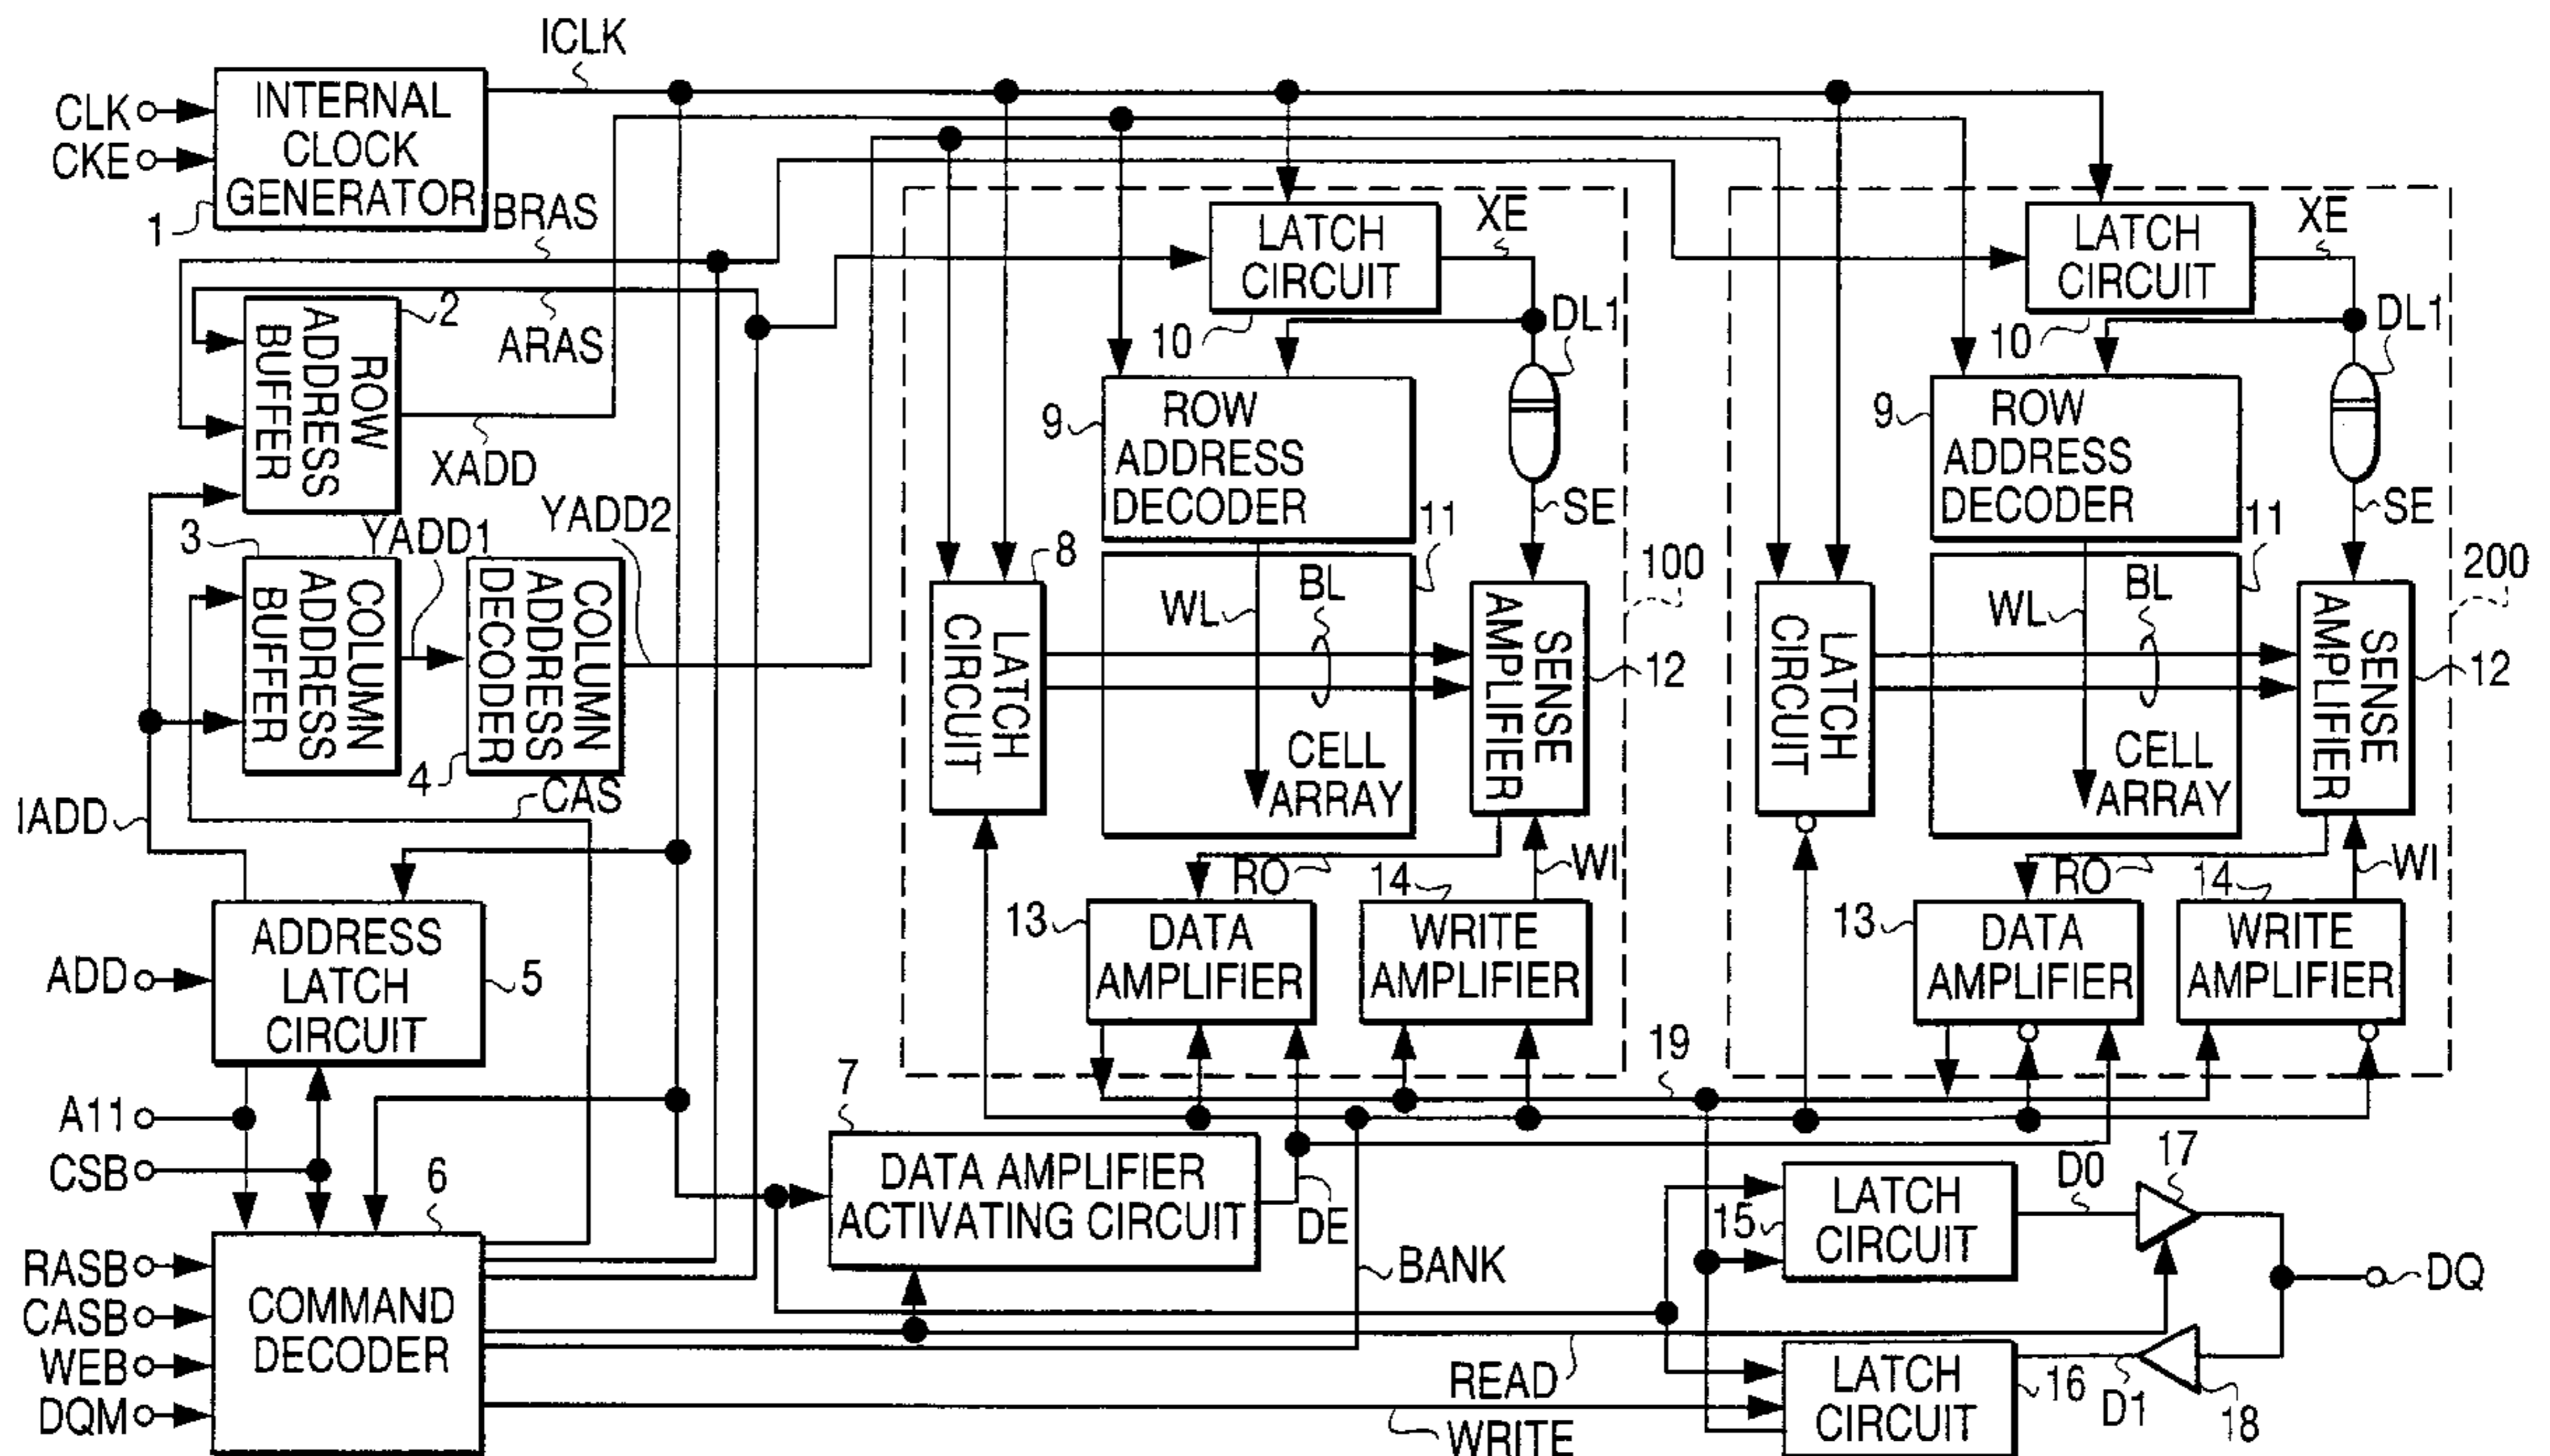 ICLK
CLK
CKE
INTERNAL
CLOCK
GENERATOR
1
BRAS
2
ROW
ADDRESS
BUFFER
ARAS
XADD
3
YADD1
YADD2
COLUMN
ADDRESS
BUFFER
COLUMN
ADDRESS
DECODER
4
CAS
IADD
ADDRESS
LATCH
CIRCUIT
5
ADD
A11
CSB
6
RASB
CASB
WEB
DQM
COMMAND
DECODER
LATCH
CIRCUIT
XE
10
DL1
9
ROW
ADDRESS
DECODER
SE
11
8
100
LATCH
CIRCUIT
WL
BL
CELL
ARRAY
SENSE
AMPLIFIER
12
RO
14
WI
13
DATA
AMPLIFIER
WRITE
AMPLIFIER
LATCH
CIRCUIT
XE
10
DL1
9
ROW
ADDRESS
DECODER
SE
11
200
LATCH
CIRCUIT
WL
BL
CELL
ARRAY
SENSE
AMPLIFIER
12
RO
14
WI
13
DATA
AMPLIFIER
WRITE
AMPLIFIER
19
7
DATA AMPLIFIER
ACTIVATING CIRCUIT
DE
BANK
15
LATCH
CIRCUIT
D0
17
DQ
READ
WRITE
LATCH
CIRCUIT
16
D1
18